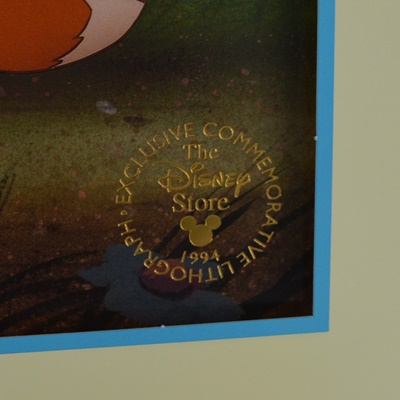 EXCLUSIVE COMMEMORATIVE LITHOGRAPH
The
Disney
Store
1994